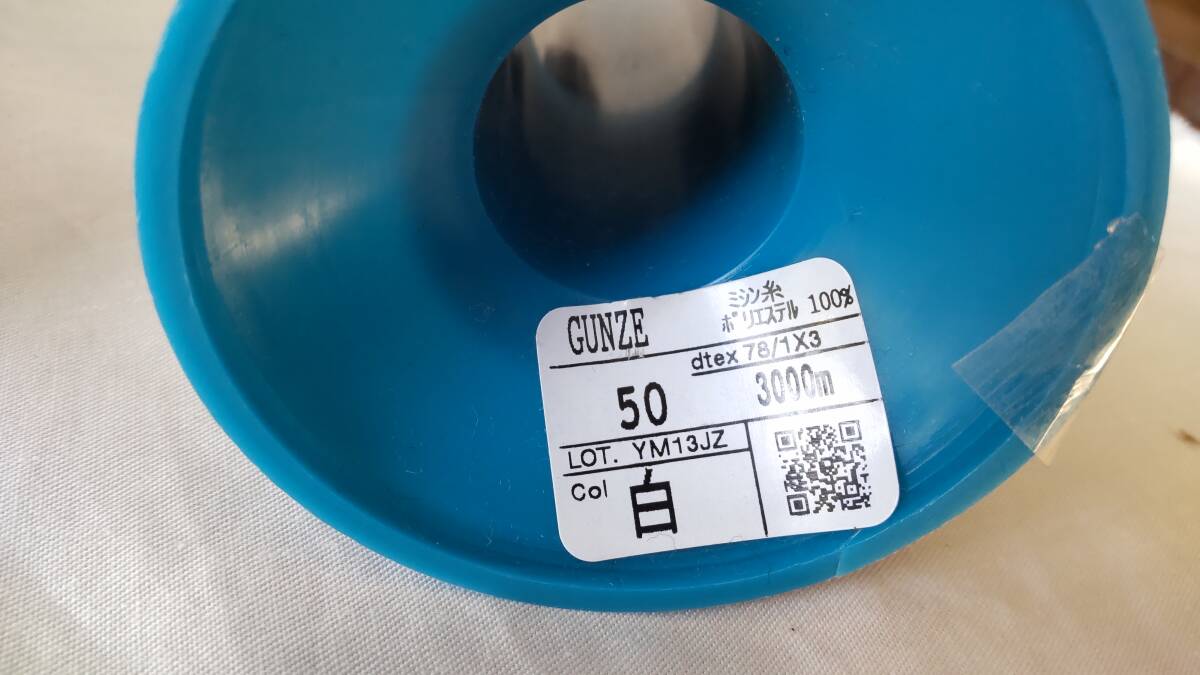 GUNZE
ミシン糸
ポリエステル 100%
dtex 78/1X3
50
3000m
LOT. YM13JZ
Col 白